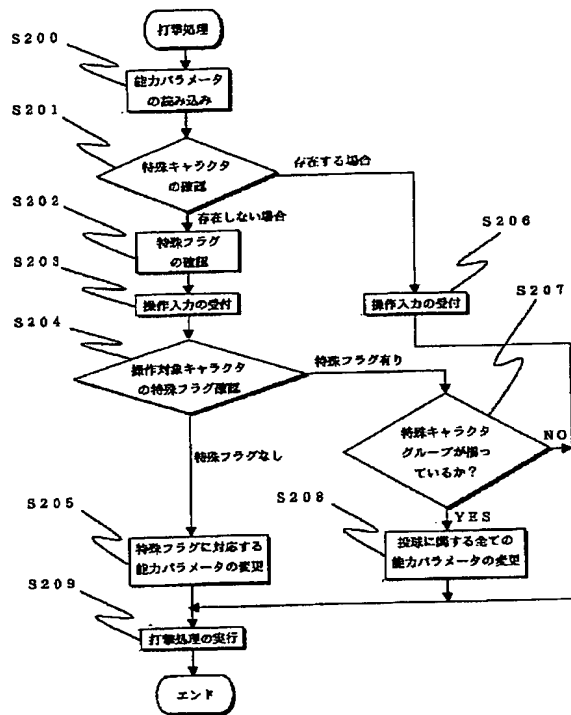 打撃処理
S200
能力パラメータ
の読み込み
S201
特殊キャラクタ
の確認
存在する場合
S202
存在しない場合
特殊フラグ
の確認
S206
S203
操作入力の受付
操作入力の受付
S207
S204
操作対象キャラクタ
の特殊フラグ確認
特殊フラグ有り
特殊キャラクタ
グループが揃っ
ているか?
NO
特殊フラグなし
S208
YES
S205
特殊フラグに対応する
能力パラメータの変更
投球に関する全ての
能力パラメータの変更
S209
打撃処理の実行
エンド